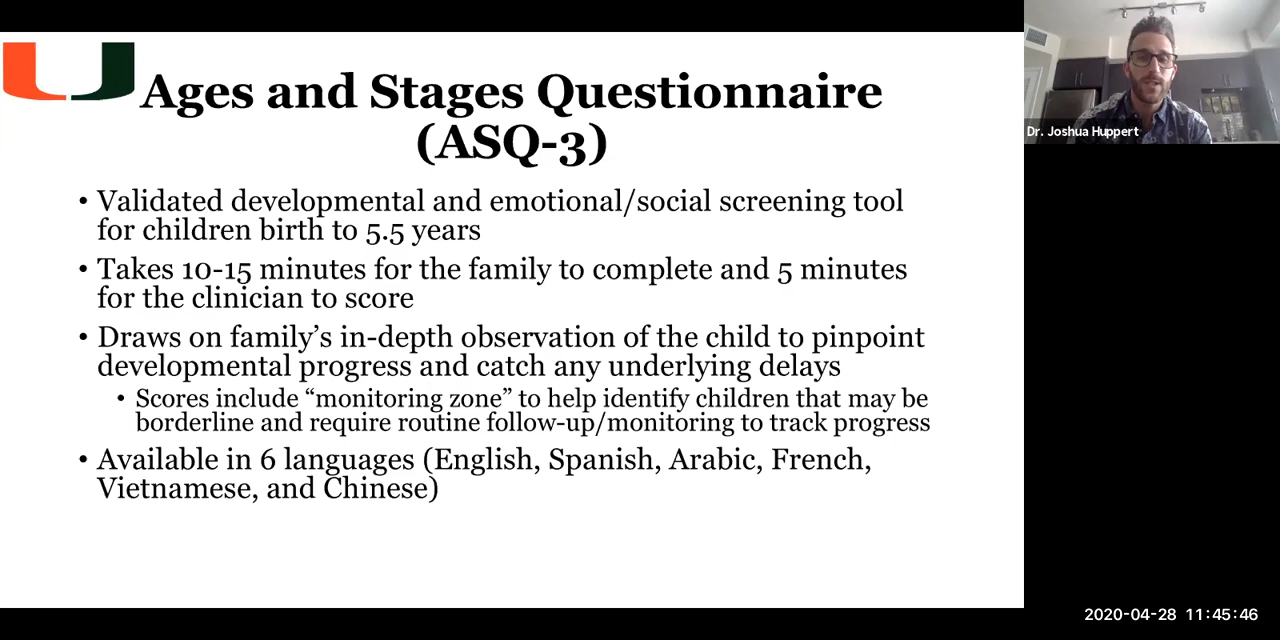 Ages and Stages Questionnaire
(ASQ-3)
• Validated developmental and emotional/social screening tool
for children birth to 5.5 years
• Takes 10-15 minutes for the family to complete and 5 minutes
for the clinician to score
• Draws on family’s in-depth observation of the child to pinpoint
developmental progress and catch any underlying delays
• Scores include “monitoring zone” to help identify children that may be
borderline and require routine follow-up/monitoring to track progress
• Available in 6 languages (English, Spanish, Arabic, French,
Vietnamese, and Chinese)
Dr. Joshua Huppert
2020-04-28 11:45:46